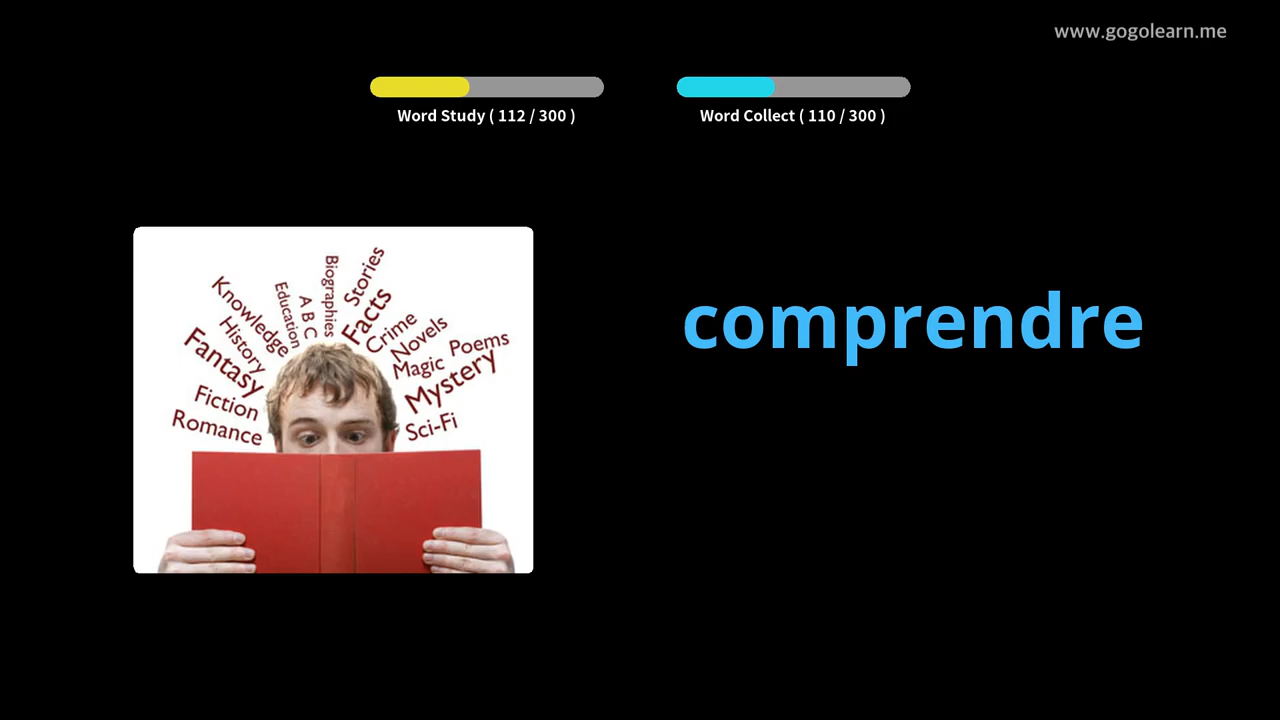 www.gogolearn.me
Word Study ( 112 / 300 )
Word Collect ( 110 / 300 )
comprendre
Stories
Biographies
Facts
Education
A B C
Knowledge
Crime
Novels
History
Poems
Magic
Fantasy
Mystery
Fiction
Sci-Fi
Romance